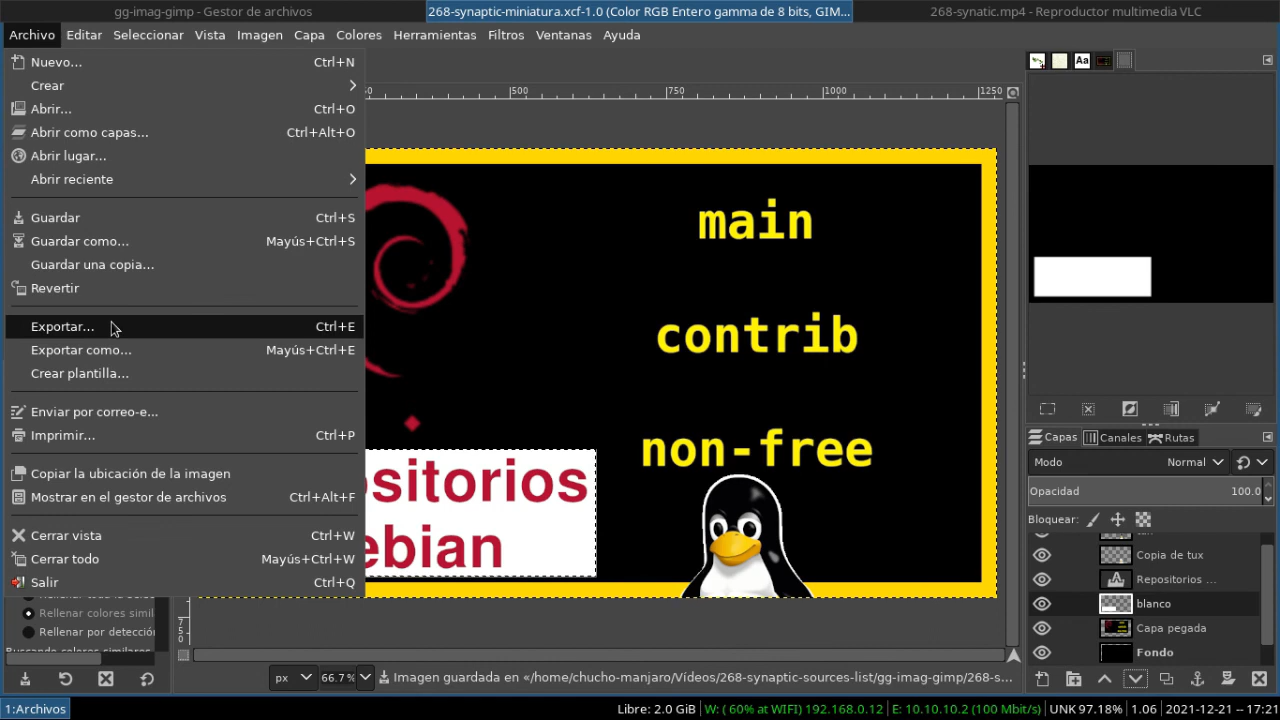 gg-imag-gimp - Gestor de archivos
268-synaptic-miniatura.xcf-1.0 (Color RGB Entero gamma de 8 bits, GIM...
268-synatic.mp4 - Reproductor multimedia VLC
Archivo Editar Seleccionar Vista Imagen Capa Colores Herramientas Filtros Ventanas Ayuda
Nuevo... Ctrl+N
Crear
Abrir... Ctrl+O
Abrir como capas... Ctrl+Alt+O
Abrir lugar...
Abrir reciente
Guardar Ctrl+S
Guardar como... Mayús+Ctrl+S
Guardar una copia...
Revertir
Exportar... Ctrl+E
Exportar como... Mayús+Ctrl+E
Crear plantilla...
Enviar por correo-e...
Imprimir... Ctrl+P
Copiar la ubicación de la imagen
Mostrar en el gestor de archivos Ctrl+Alt+F
Cerrar vista Ctrl+W
Cerrar todo Mayús+Ctrl+W
Salir Ctrl+Q
Rellenar colores simil
Rellenar por detecció
500 750 1000 1250
main
contrib
non-free
sitorios
ebian
750
px 66.7% Imagen guardada en «/home/chucho-manjaro/Vídeos/268-synaptic-sources-list/gg-imag-gimp/268-s...
Aa
Capas Canales Rutas
Modo Normal
Opacidad 100.0
Bloquear:
Copia de tux
Repositorios ...
blanco
Capa pegada
Fondo
1:Archivos
Libre: 2.0 GiB W: ( 60% at WIFI) 192.168.0.12 E: 10.10.10.2 (100 Mbit/s) UNK 97.18% 1.06 2021-12-21 -- 17:21